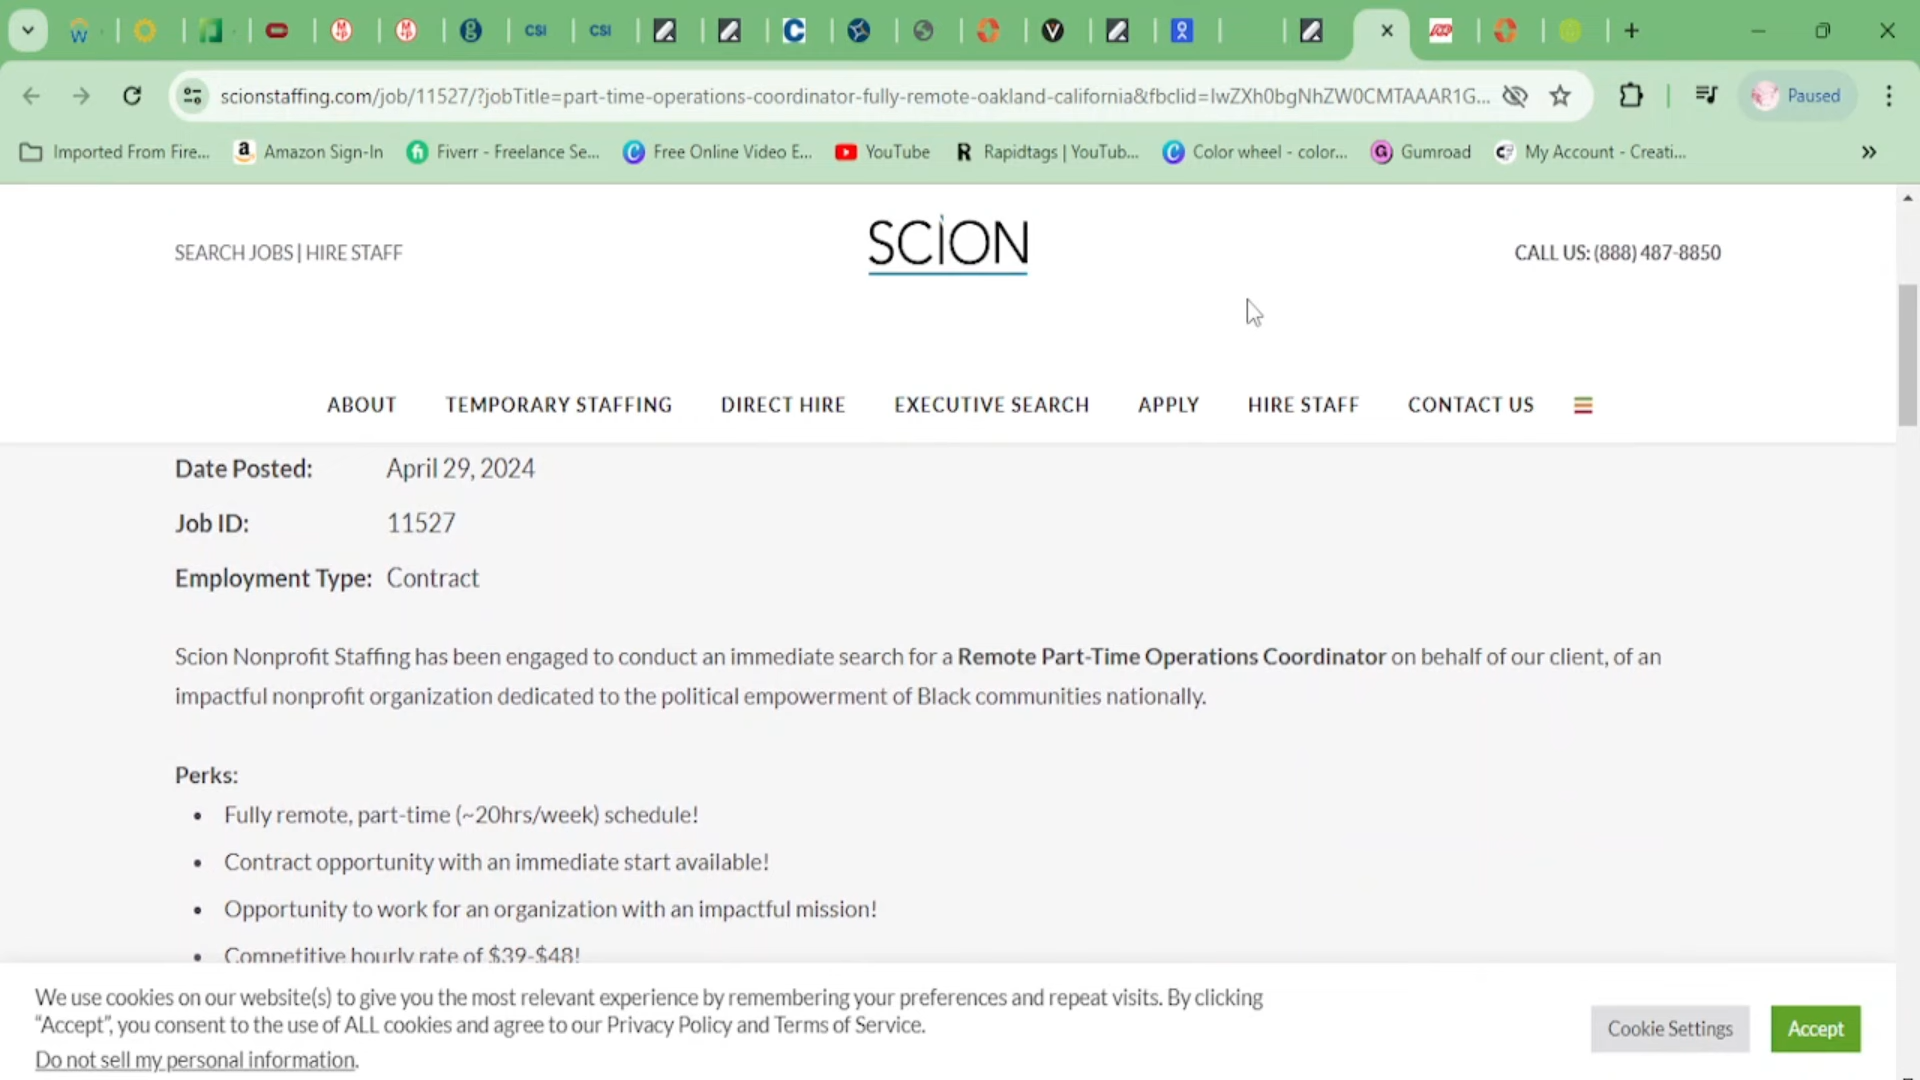 CSI
CSI
scionstaffing.com/job/11527/?jobTitle=part-time-operations-coordinator-fully-remote-oakland-california&fbclid=IwZXh0bgNhZW0CMTAAAR1G...
Paused
Imported From Fire...
Amazon Sign-In
Fiverr - Freelance Se...
Free Online Video E...
YouTube
Rapidtags | YouTub...
Color wheel - color...
Gumroad
My Account - Creati...
SEARCH JOBS | HIRE STAFF
SCION
CALL US: (888) 487-8850
ABOUT
TEMPORARY STAFFING
DIRECT HIRE
EXECUTIVE SEARCH
APPLY
HIRE STAFF
CONTACT US
Date Posted: April 29, 2024
Job ID: 11527
Employment Type: Contract
Scion Nonprofit Staffing has been engaged to conduct an immediate search for a Remote Part-Time Operations Coordinator on behalf of our client, of an
impactful nonprofit organization dedicated to the political empowerment of Black communities nationally.
Perks:
• Fully remote, part-time (~20hrs/week) schedule!
• Contract opportunity with an immediate start available!
• Opportunity to work for an organization with an impactful mission!
• Competitive hourly rate of $39-$48!
We use cookies on our website(s) to give you the most relevant experience by remembering your preferences and repeat visits. By clicking
“Accept”, you consent to the use of ALL cookies and agree to our Privacy Policy and Terms of Service.
Do not sell my personal information.
Cookie Settings
Accept